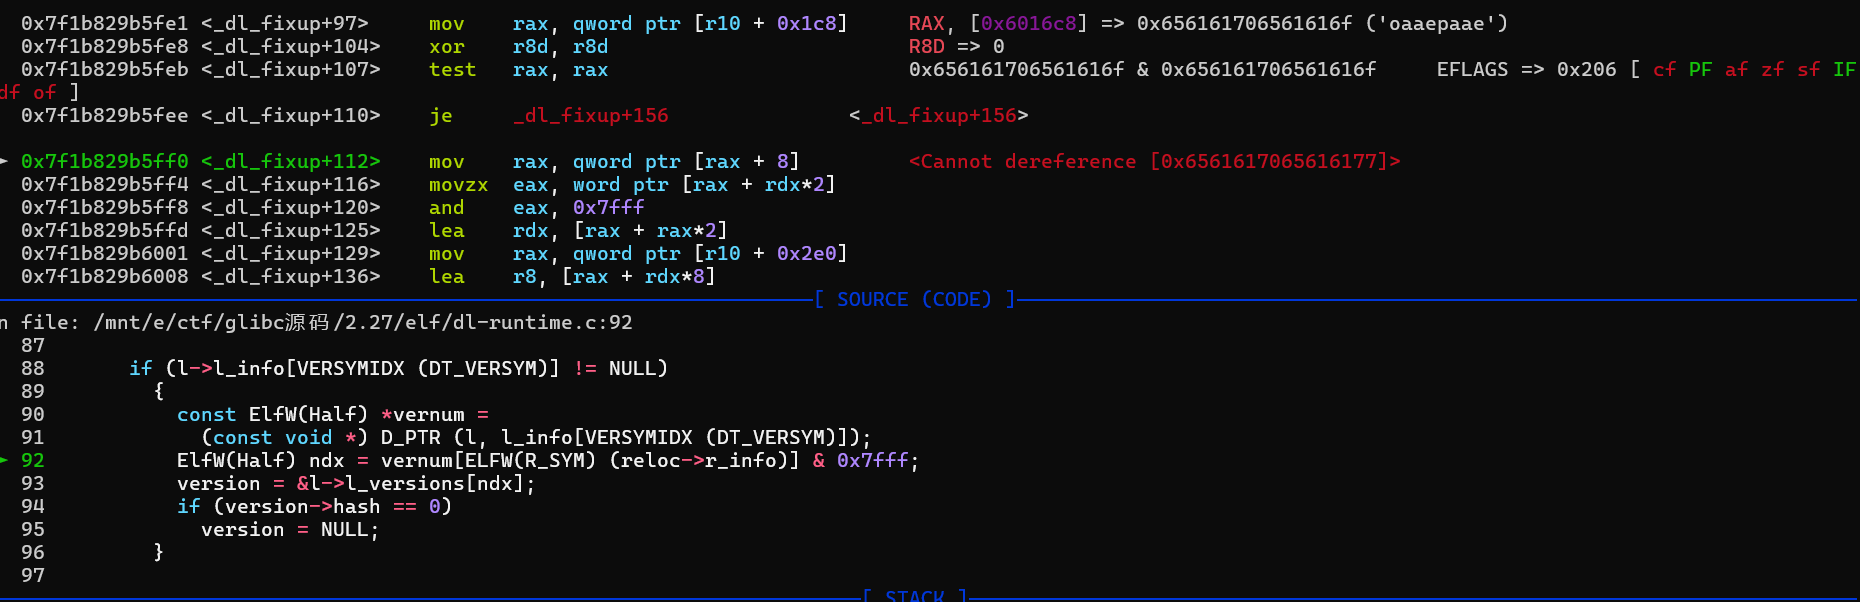 0x7f1b829b5fe1 <_dl_fixup+97> mov rax, qword ptr [r10 + 0x1c8] RAX, [0x6016c8] => 0x656161706561616f ('oaaepaae')
0x7f1b829b5fe8 <_dl_fixup+104> xor r8d, r8d R8D => 0
0x7f1b829b5feb <_dl_fixup+107> test rax, rax 0x656161706561616f & 0x656161706561616f EFLAGS => 0x206 [ cf PF af zf sf IF
df of ]
0x7f1b829b5fee <_dl_fixup+110> je _dl_fixup+156 <_dl_fixup+156>
► 0x7f1b829b5ff0 <_dl_fixup+112> mov rax, qword ptr [rax + 8] <Cannot dereference [0x6561617065616177]>
0x7f1b829b5ff4 <_dl_fixup+116> movzx eax, word ptr [rax + rdx*2]
0x7f1b829b5ff8 <_dl_fixup+120> and eax, 0x7fff
0x7f1b829b5ffd <_dl_fixup+125> lea rdx, [rax + rax*2]
0x7f1b829b6001 <_dl_fixup+129> mov rax, qword ptr [r10 + 0x2e0]
0x7f1b829b6008 <_dl_fixup+136> lea r8, [rax + rdx*8]
[ SOURCE (CODE) ]
n file: /mnt/e/ctf/glibc源码/2.27/elf/dl-runtime.c:92
87
88 if (l->l_info[VERSYMIDX (DT_VERSYM)] != NULL)
89 {
90 const ElfW(Half) *vernum =
91 (const void *) D_PTR (l, l_info[VERSYMIDX (DT_VERSYM)]);
► 92 ElfW(Half) ndx = vernum[ELFW(R_SYM) (reloc->r_info)] & 0x7fff;
93 version = &l->l_versions[ndx];
94 if (version->hash == 0)
95 version = NULL;
96 }
97
[ STACK ]